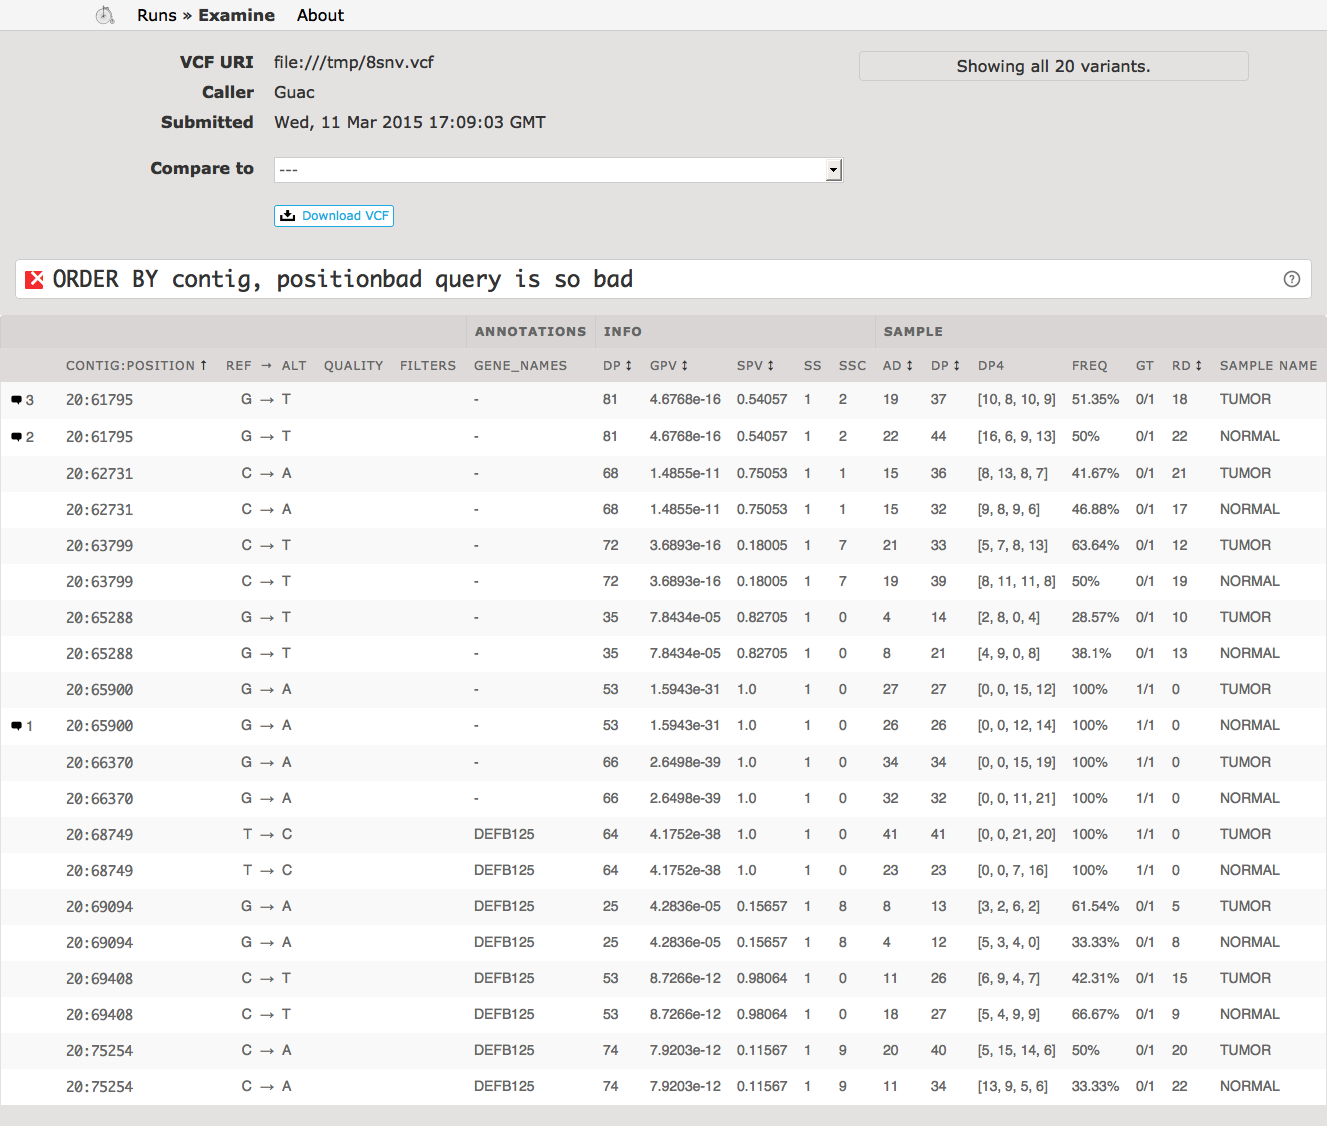 Runs » Examine About
VCF URI file:///tmp/8snv.vcf
Showing all 20 variants.
Caller Guac
Submitted Wed, 11 Mar 2015 17:09:03 GMT
Compare to ---
Download VCF
ORDER BY contig, positionbad query is so bad ?
ANNOTATIONS INFO SAMPLE
CONTIG:POSITION ↑ REF → ALT QUALITY FILTERS GENE_NAMES DP ↕ GPV ↕ SPV ↕ SS SSC AD ↕ DP ↕ DP4 FREQ GT RD ↕ SAMPLE NAME
3 20:61795 G → T - 81 4.6768e-16 0.54057 1 2 19 37 [10, 8, 10, 9] 51.35% 0/1 18 TUMOR
2 20:61795 G → T - 81 4.6768e-16 0.54057 1 2 22 44 [16, 6, 9, 13] 50% 0/1 22 NORMAL
20:62731 C → A - 68 1.4855e-11 0.75053 1 1 15 36 [8, 13, 8, 7] 41.67% 0/1 21 TUMOR
20:62731 C → A - 68 1.4855e-11 0.75053 1 1 15 32 [9, 8, 9, 6] 46.88% 0/1 17 NORMAL
20:63799 C → T - 72 3.6893e-16 0.18005 1 7 21 33 [5, 7, 8, 13] 63.64% 0/1 12 TUMOR
20:63799 C → T - 72 3.6893e-16 0.18005 1 7 19 39 [8, 11, 11, 8] 50% 0/1 19 NORMAL
20:65288 G → T - 35 7.8434e-05 0.82705 1 0 4 14 [2, 8, 0, 4] 28.57% 0/1 10 TUMOR
20:65288 G → T - 35 7.8434e-05 0.82705 1 0 8 21 [4, 9, 0, 8] 38.1% 0/1 13 NORMAL
20:65900 G → A - 53 1.5943e-31 1.0 1 0 27 27 [0, 0, 15, 12] 100% 1/1 0 TUMOR
1 20:65900 G → A - 53 1.5943e-31 1.0 1 0 26 26 [0, 0, 12, 14] 100% 1/1 0 NORMAL
20:66370 G → A - 66 2.6498e-39 1.0 1 0 34 34 [0, 0, 15, 19] 100% 1/1 0 TUMOR
20:66370 G → A - 66 2.6498e-39 1.0 1 0 32 32 [0, 0, 11, 21] 100% 1/1 0 NORMAL
20:68749 T → C DEFB125 64 4.1752e-38 1.0 1 0 41 41 [0, 0, 21, 20] 100% 1/1 0 TUMOR
20:68749 T → C DEFB125 64 4.1752e-38 1.0 1 0 23 23 [0, 0, 7, 16] 100% 1/1 0 NORMAL
20:69094 G → A DEFB125 25 4.2836e-05 0.15657 1 8 8 13 [3, 2, 6, 2] 61.54% 0/1 5 TUMOR
20:69094 G → A DEFB125 25 4.2836e-05 0.15657 1 8 4 12 [5, 3, 4, 0] 33.33% 0/1 8 NORMAL
20:69408 C → T DEFB125 53 8.7266e-12 0.98064 1 0 11 26 [6, 9, 4, 7] 42.31% 0/1 15 TUMOR
20:69408 C → T DEFB125 53 8.7266e-12 0.98064 1 0 18 27 [5, 4, 9, 9] 66.67% 0/1 9 NORMAL
20:75254 C → A DEFB125 74 7.9203e-12 0.11567 1 9 20 40 [5, 15, 14, 6] 50% 0/1 20 TUMOR
20:75254 C → A DEFB125 74 7.9203e-12 0.11567 1 9 11 34 [13, 9, 5, 6] 33.33% 0/1 22 NORMAL